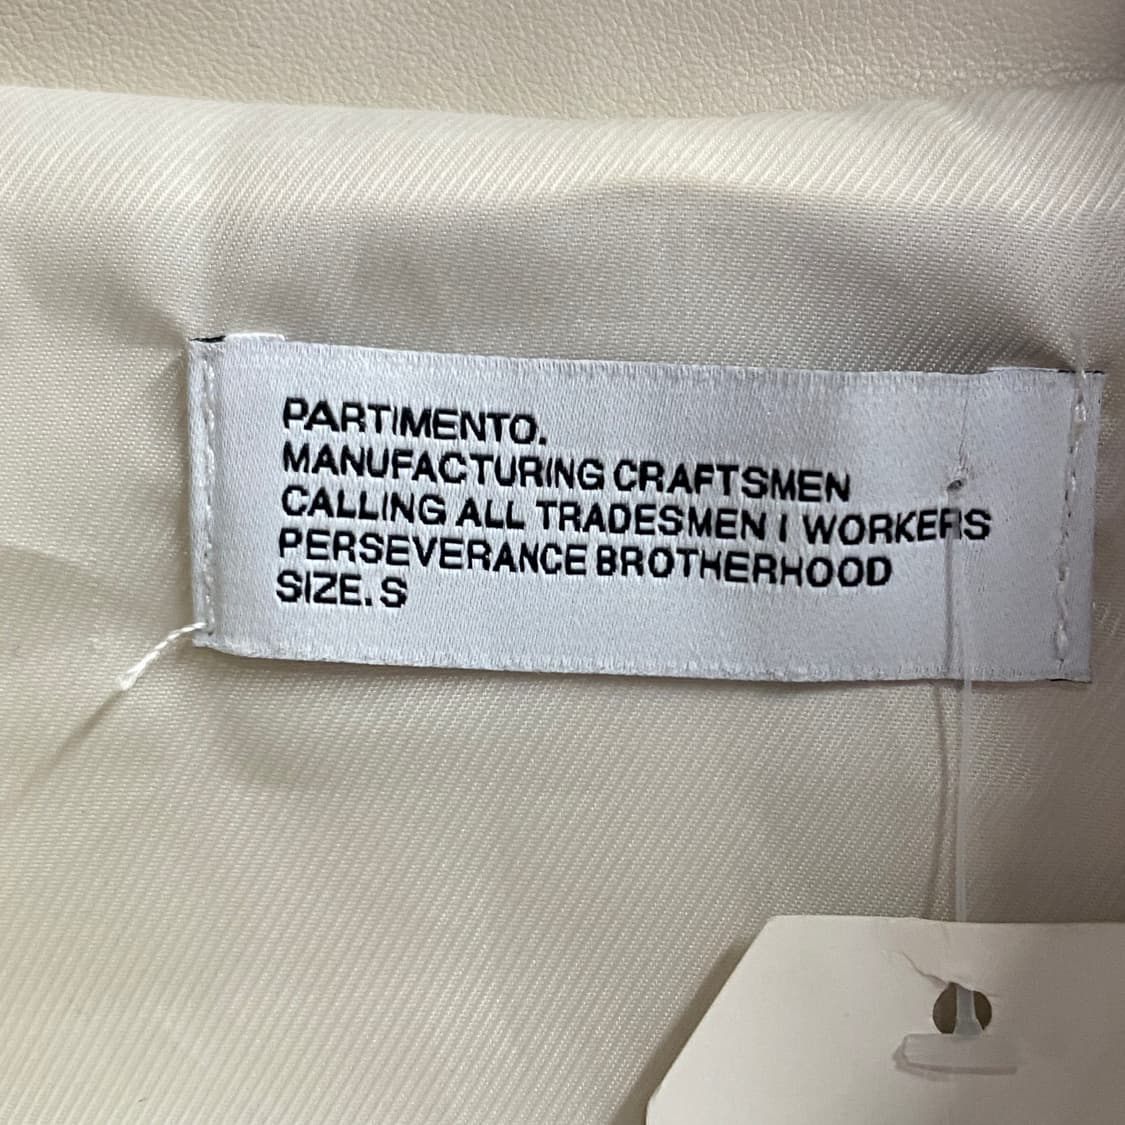 PARTIMENTO.
MANUFACTURING CRAFTSMEN
CALLING ALL TRADESMEN I WORKERS
PERSEVERANCE BROTHERHOOD
SIZE. S